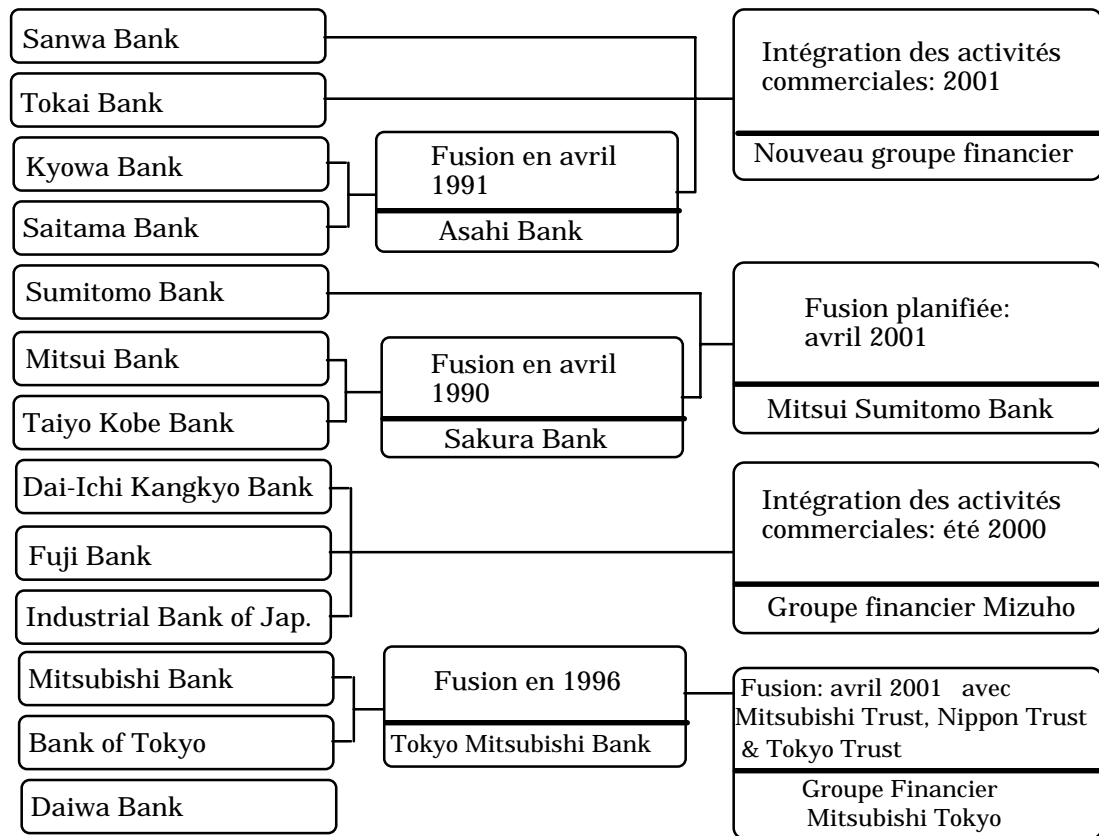 Sanwa Bank
Tokai Bank
Kyowa Bank
Saitama Bank
Sumitomo Bank
Mitsui Bank
Taiyo Kobe Bank
Dai-Ichi Kangkyo Bank
Fuji Bank
Industrial Bank of Jap.
Mitsubishi Bank
Bank of Tokyo
Daiwa Bank
Fusion en avril
1991
Asahi Bank
Fusion en avril
1990
Sakura Bank
Fusion en 1996
Tokyo Mitsubishi Bank
Intégration des activités
commerciales: 2001
Nouveau groupe financier
Fusion planifiée:
avril 2001
Mitsui Sumitomo Bank
Intégration des activités
commerciales: été 2000
Groupe financier Mizuho
Fusion: avril 2001 avec
Mitsubishi Trust, Nippon Trust
& Tokyo Trust
Groupe Financier
Mitsubishi Tokyo